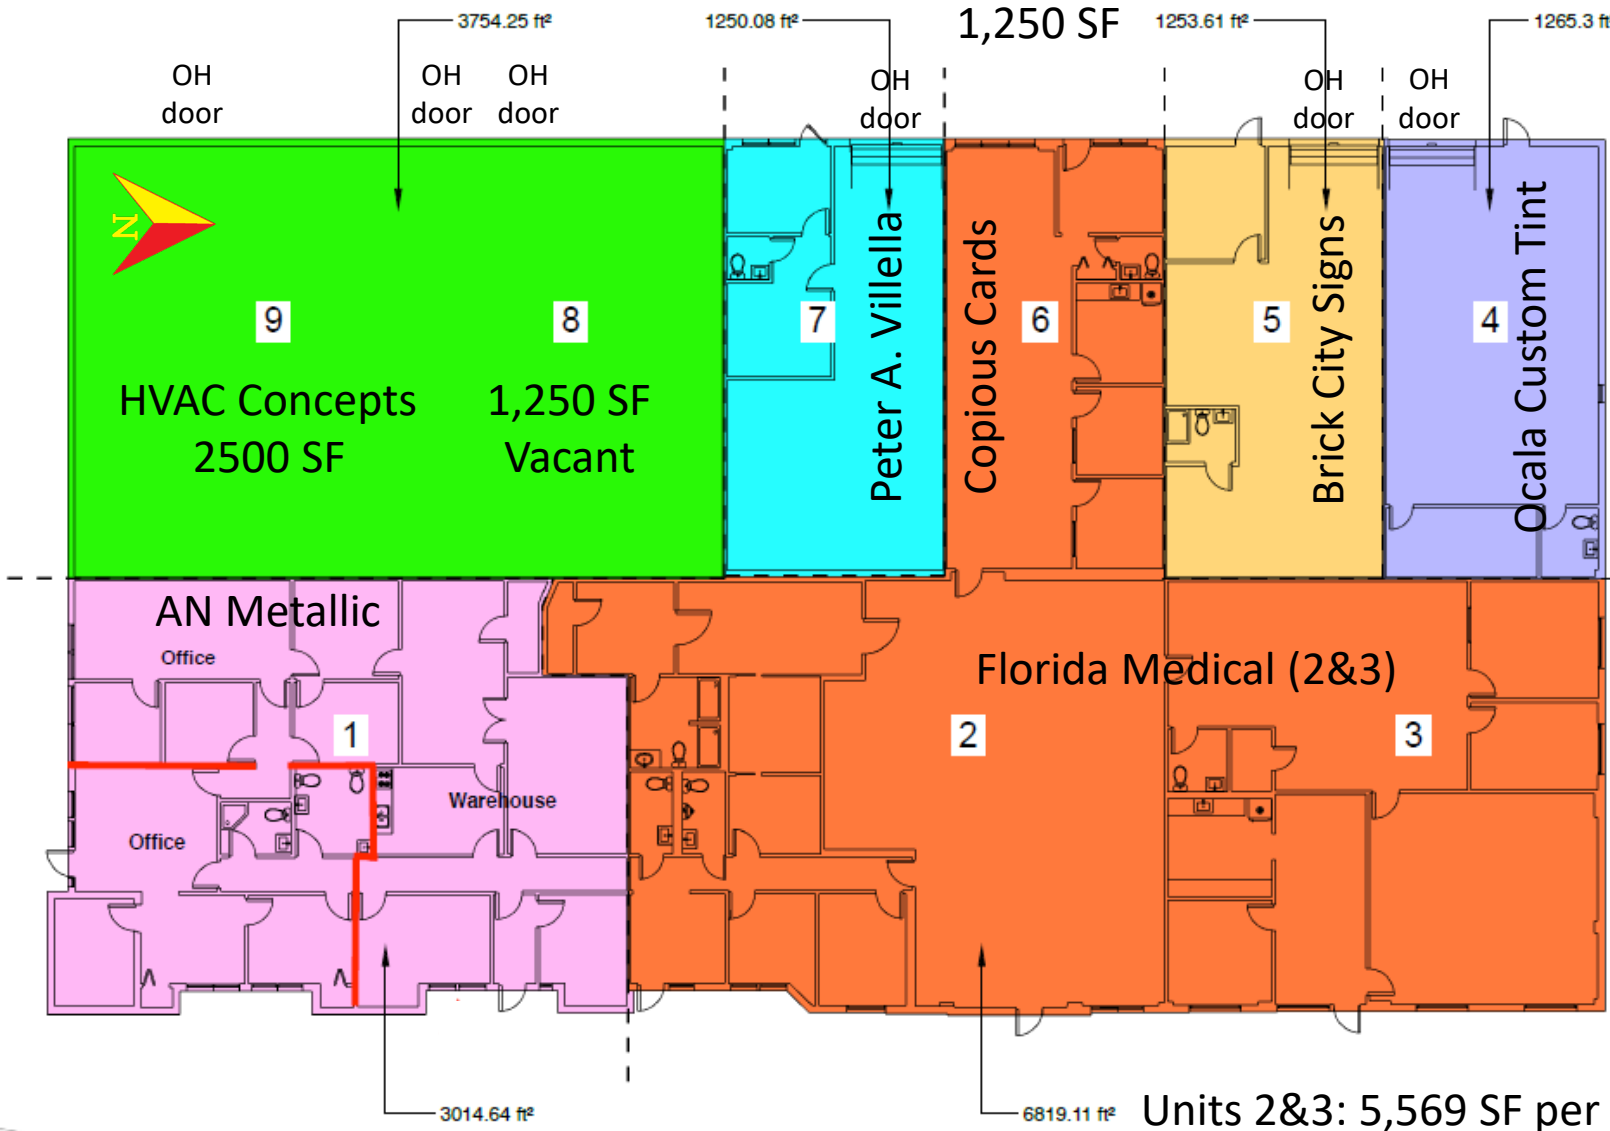 3754.25 ft²
1250.08 ft²
1,250 SF
1253.61 ft²
1265.3 ft
OH
door
OH
door
OH
door
OH
door
OH
door
OH
door
N
9
8
7
6
5
4
HVAC Concepts
2500 SF
1,250 SF
Vacant
Peter A. Villella
Copious Cards
Brick City Signs
Ocala Custom Tint
AN Metallic
Office
1
Warehouse
Office
Florida Medical (2&3)
2
3
3014.64 ft²
6819.11 ft²
Units 2&3: 5,569 SF per